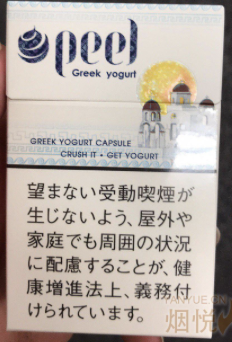 peel
Greek yogurt
GREEK YOGURT CAPSULE
CRUSH IT • GET YOGURT
望まない受動喫煙が
生じないよう、屋外や
家庭でも周囲の状況
に配慮することが、健
康増進法上、義務付
けられています。
YANYUE.CN
烟悦